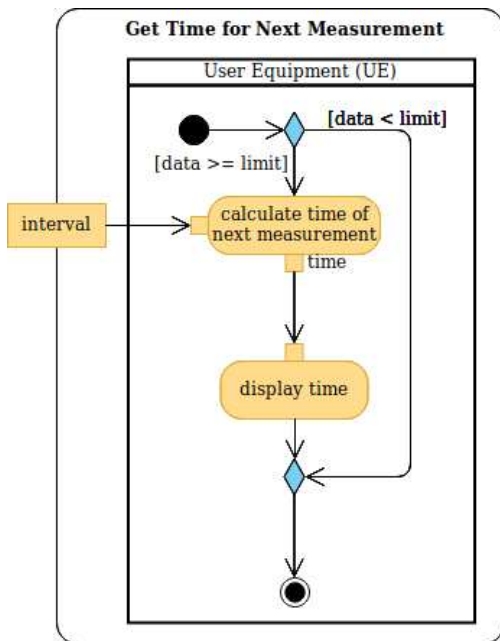 Get Time for Next Measurement
User Equipment (UE)
[data < limit]
[data >= limit]
interval
calculate time of
next measurement
time
display time